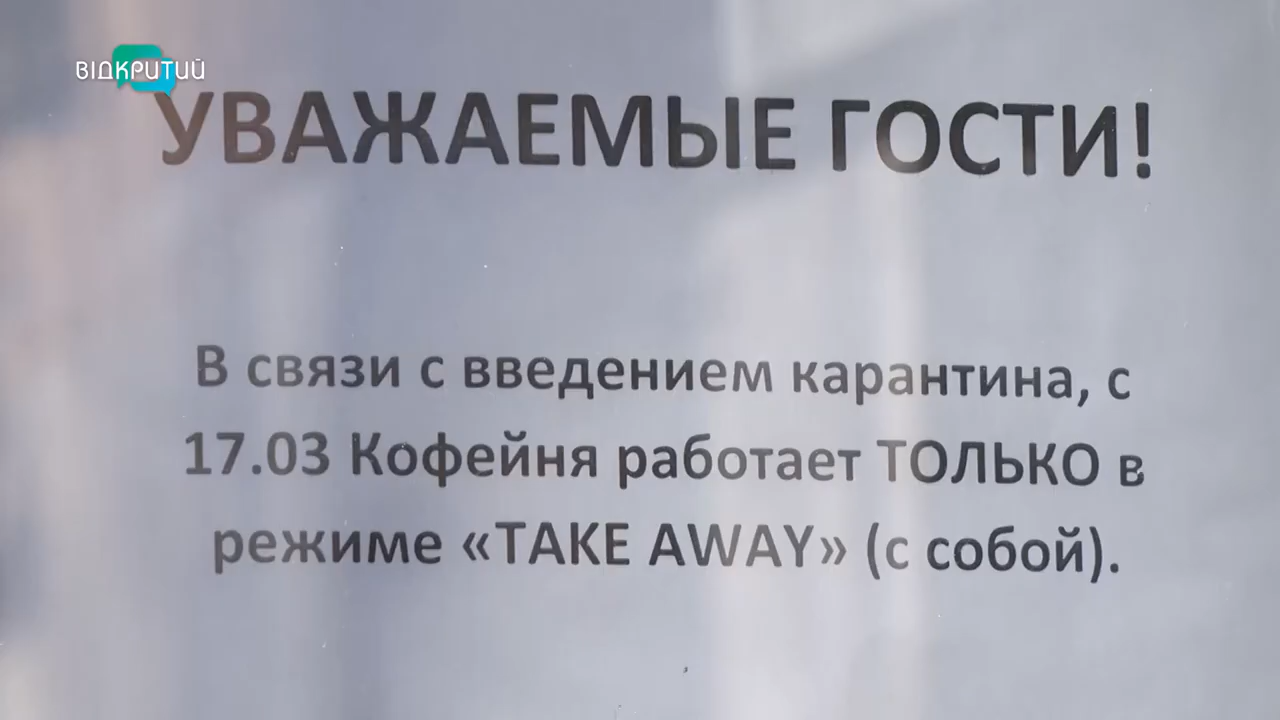 ВІДКРИТИЙ
УВАЖАЕМЫЕ ГОСТИ!
В связи с введением карантина, с
17.03 Кофейня работает ТОЛЬКО в
режиме «TAKE AWAY» (с собой).